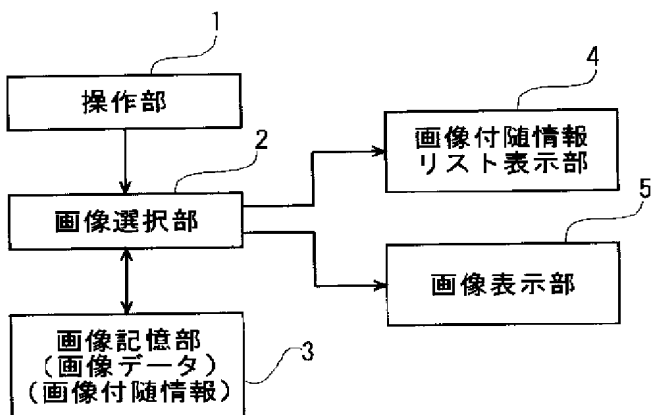 1
操作部
2
画像選択部
画像記憶部
(画像データ)
(画像付随情報)
3
4
画像付随情報
リスト表示部
5
画像表示部